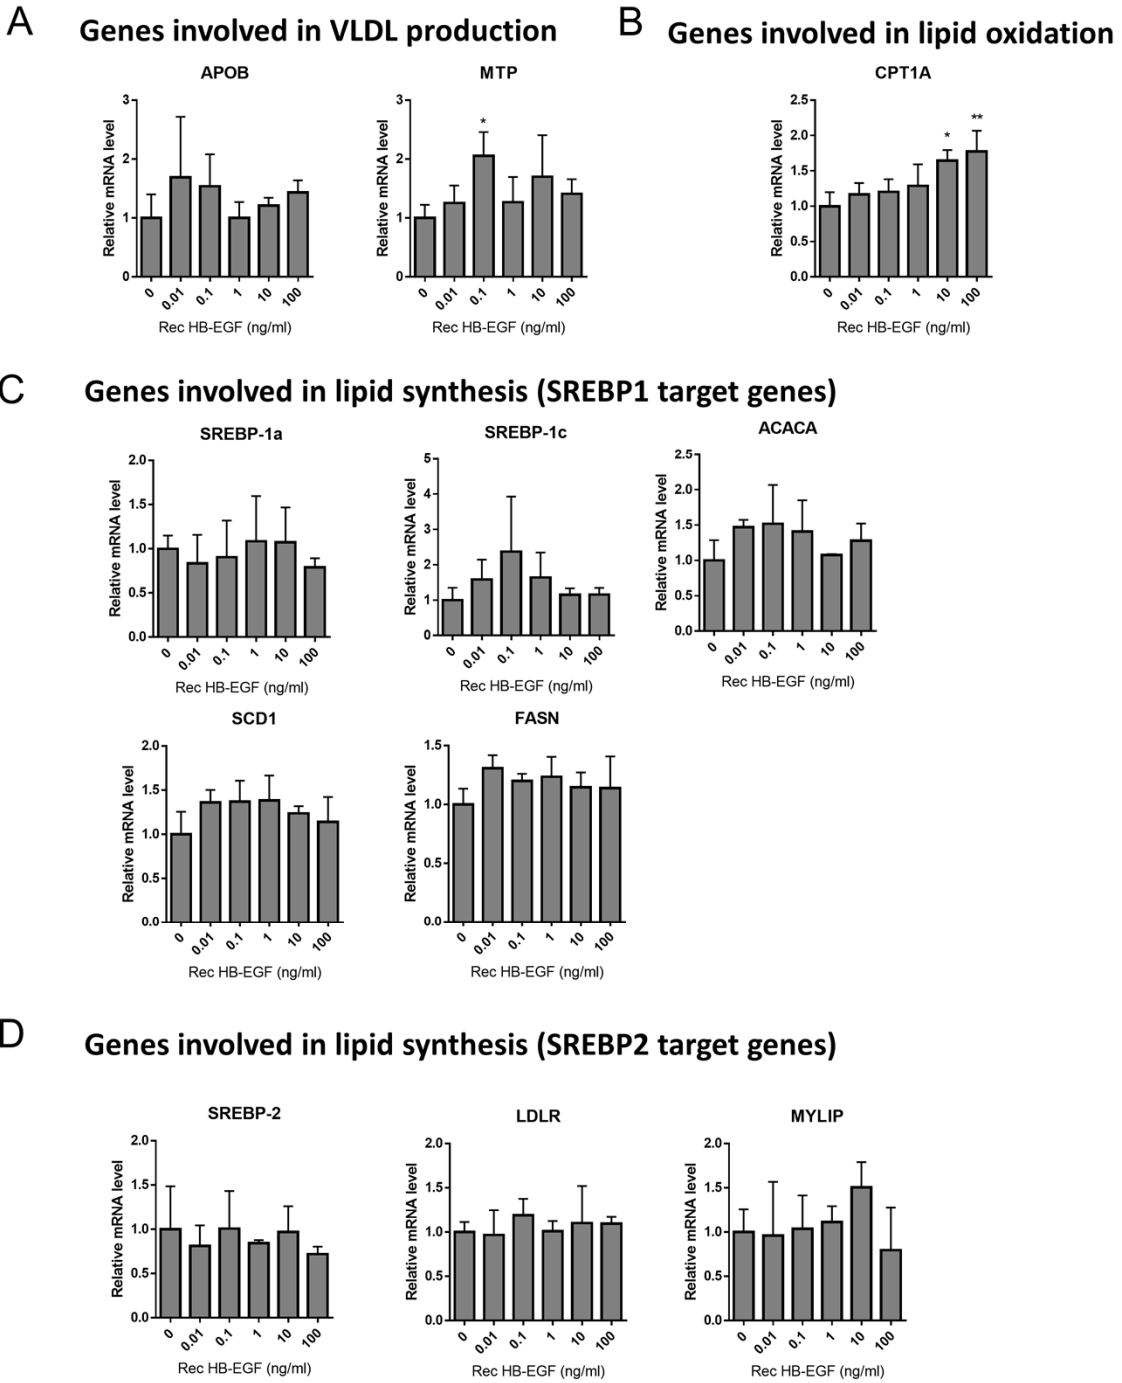 A
Genes involved in VLDL production
B
Genes involved in lipid oxidation
APOB
Relative mRNA level
3
2
1
0
0 0.01 0.1 1 10 100
Rec HB-EGF (ng/ml)
MTP
Relative mRNA level
3
2
1
0
*
0 0.01 0.1 1 10 100
Rec HB-EGF (ng/ml)
CPT1A
Relative mRNA level
2.5
2.0
1.5
1.0
0.5
0.0
* **
0 0.01 0.1 1 10 100
Rec HB-EGF (ng/ml)
C
Genes involved in lipid synthesis (SREBP1 target genes)
SREBP-1a
Relative mRNA level
2.0
1.5
1.0
0.5
0.0
0 0.01 0.1 1 10 100
Rec HB-EGF (ng/ml)
SREBP-1c
Relative mRNA level
5
4
3
2
1
0
0 0.01 0.1 1 10 100
Rec HB-EGF (ng/ml)
ACACA
Relative mRNA level
2.5
2.0
1.5
1.0
0.5
0.0
0 0.01 0.1 1 10 100
Rec HB-EGF (ng/ml)
SCD1
Relative mRNA level
2.0
1.5
1.0
0.5
0.0
0 0.01 0.1 1 10 100
Rec HB-EGF (ng/ml)
FASN
Relative mRNA level
1.5
1.0
0.5
0.0
0 0.01 0.1 1 10 100
Rec HB-EGF (ng/ml)
D
Genes involved in lipid synthesis (SREBP2 target genes)
SREBP-2
Relative mRNA level
2.0
1.5
1.0
0.5
0.0
0 0.01 0.1 1 10 100
Rec HB-EGF (ng/ml)
LDLR
Relative mRNA level
2.0
1.5
1.0
0.5
0.0
0 0.01 0.1 1 10 100
Rec HB-EGF (ng/ml)
MYLIP
Relative mRNA level
2.0
1.5
1.0
0.5
0.0
0 0.01 0.1 1 10 100
Rec HB-EGF (ng/ml)